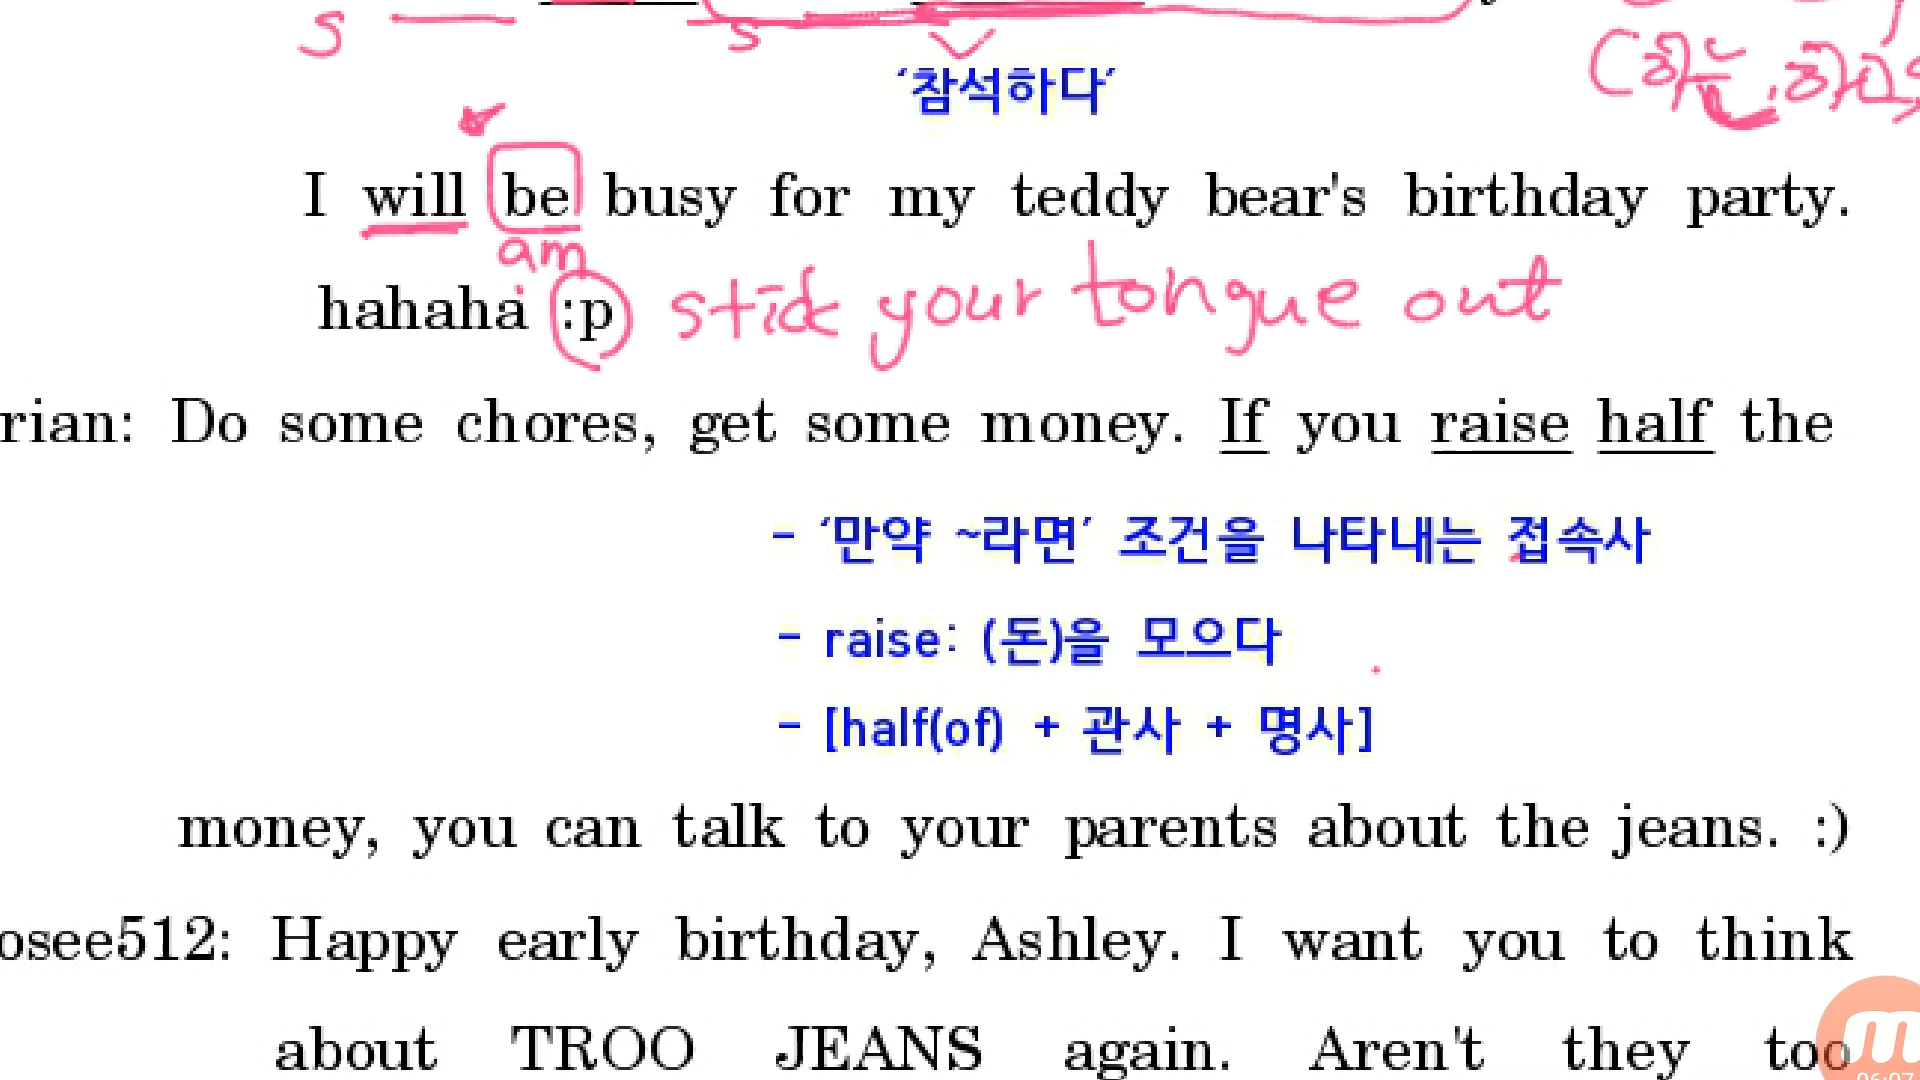 s s
'참석하다'
I will be busy for my teddy bear's birthday party.
am
hahaha :p stick your tongue out
rian: Do some chores, get some money. If you raise half the
- '만약 ~라면' 조건을 나타내는 접속사
- raise: (돈)을 모으다
- [half(of) + 관사 + 명사]
money, you can talk to your parents about the jeans. :)
osee512: Happy early birthday, Ashley. I want you to think
about TROO JEANS again. Aren't they too